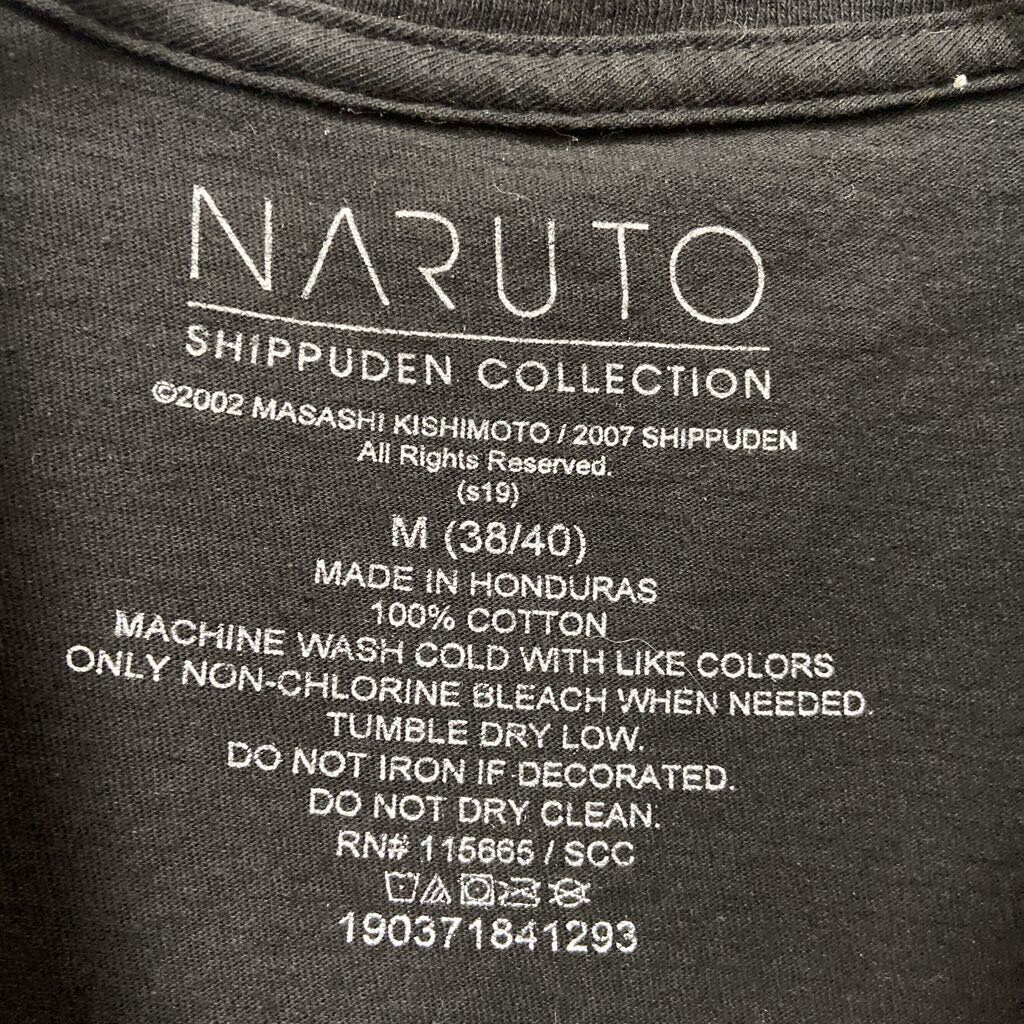 NARUTO
SHIPPUDEN COLLECTION
©2002 MASASHI KISHIMOTO / 2007 SHIPPUDEN
All Rights Reserved.
(s19)
M (38/40)
MADE IN HONDURAS
100% COTTON
MACHINE WASH COLD WITH LIKE COLORS
ONLY NON-CHLORINE BLEACH WHEN NEEDED.
TUMBLE DRY LOW.
DO NOT IRON IF DECORATED.
DO NOT DRY CLEAN.
RN# 115665 / SCC
190371841293